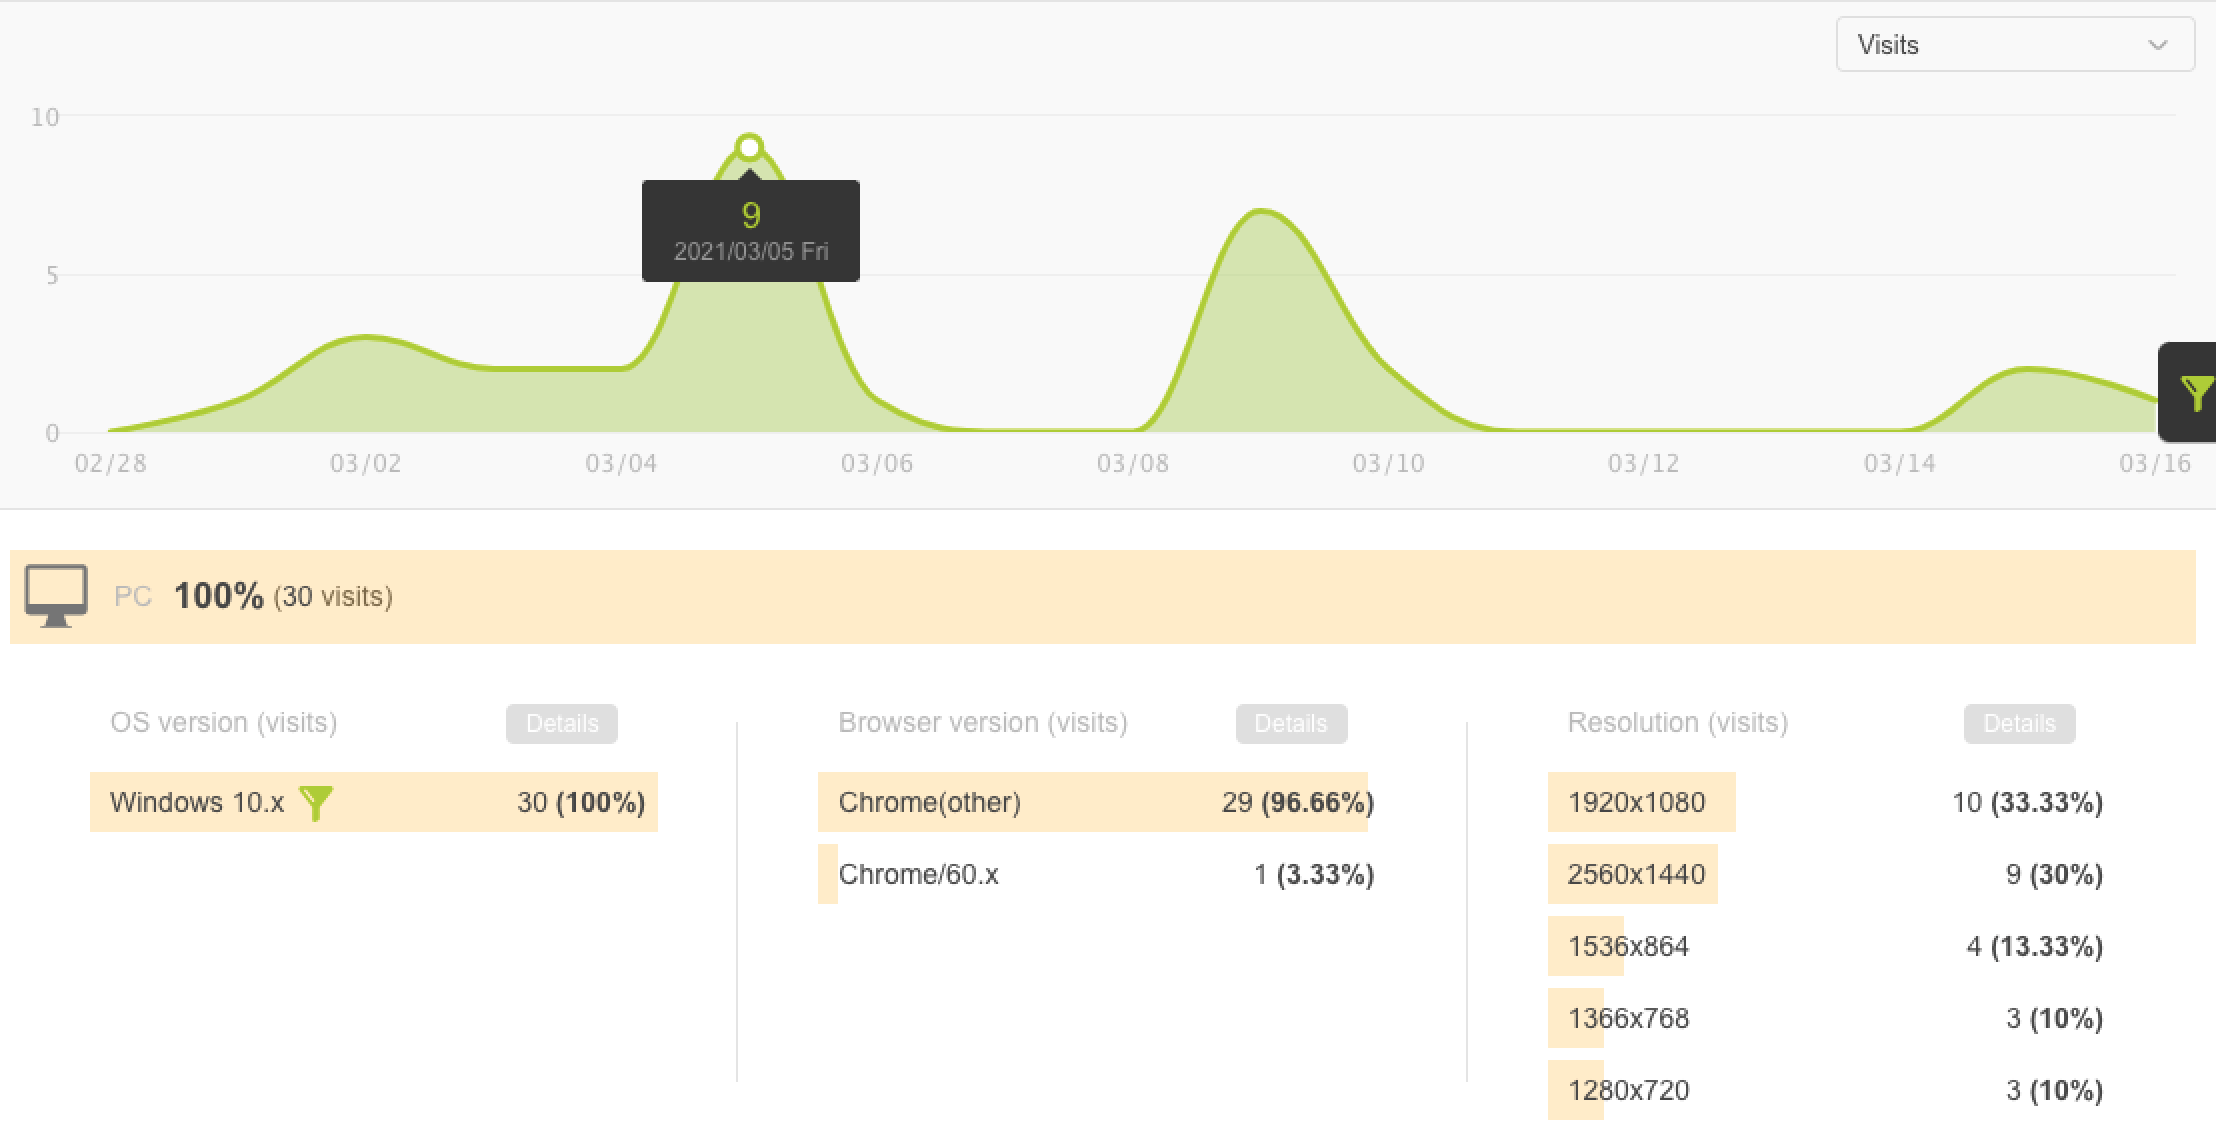 Visits
10
9
2021/03/05 Fri
5
0
02/28 03/02 03/04 03/06 03/08 03/10 03/12 03/14 03/16
PC 100% (30 visits)
OS version (visits) Details
Windows 10.x 30 (100%)
Browser version (visits) Details
Chrome(other) 29 (96.66%)
Chrome/60.x 1 (3.33%)
Resolution (visits) Details
1920x1080 10 (33.33%)
2560x1440 9 (30%)
1536x864 4 (13.33%)
1366x768 3 (10%)
1280x720 3 (10%)